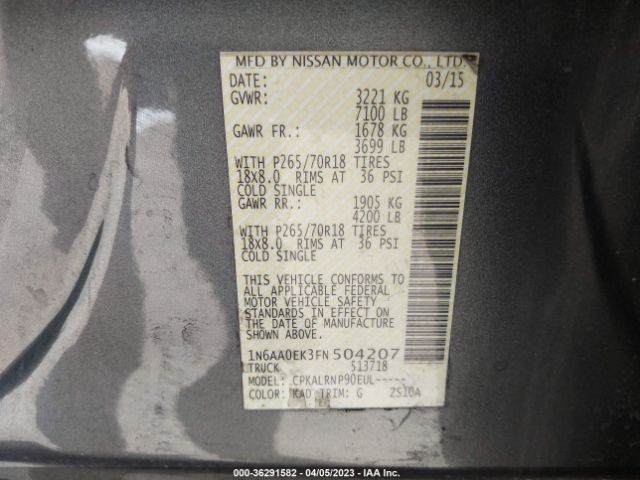 MFD BY NISSAN MOTOR CO., LTD.
DATE: 03/15
GVWR: 3221 KG
7100 LB
GAWR FR.: 1678 KG
3699 LB
WITH P265/70R18 TIRES
18X8.0 RIMS AT 36 PSI
COLD SINGLE
GAWR RR.: 1905 KG
4200 LB
WITH P265/70R18 TIRES
18X8.0 RIMS AT 36 PSI
COLD SINGLE
THIS VEHICLE CONFORMS TO
ALL APPLICABLE FEDERAL
MOTOR VEHICLE SAFETY
STANDARDS IN EFFECT ON
THE DATE OF MANUFACTURE
SHOWN ABOVE.
1N6AA0EK3FN504207
TRUCK 513718
MODEL: CPKALRNP90EUL-----
COLOR: KAD TRIM: G ZS10A
000-36291582 - 04/05/2023 - IAA Inc.